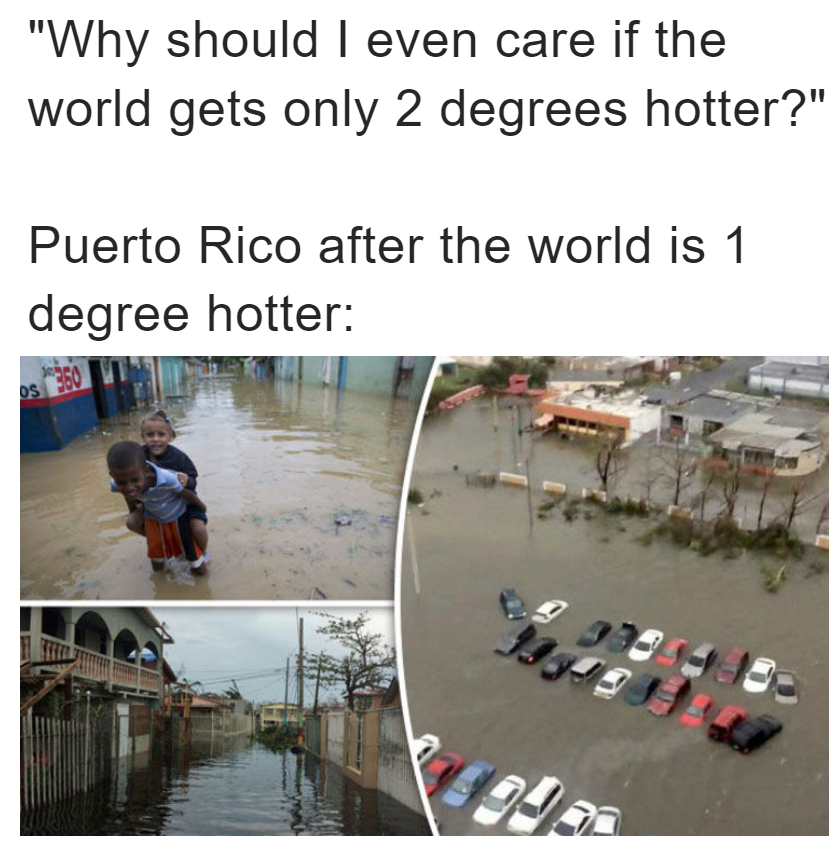 "Why should I even care if the
world gets only 2 degrees hotter?"
Puerto Rico after the world is 1
degree hotter:
360
OS